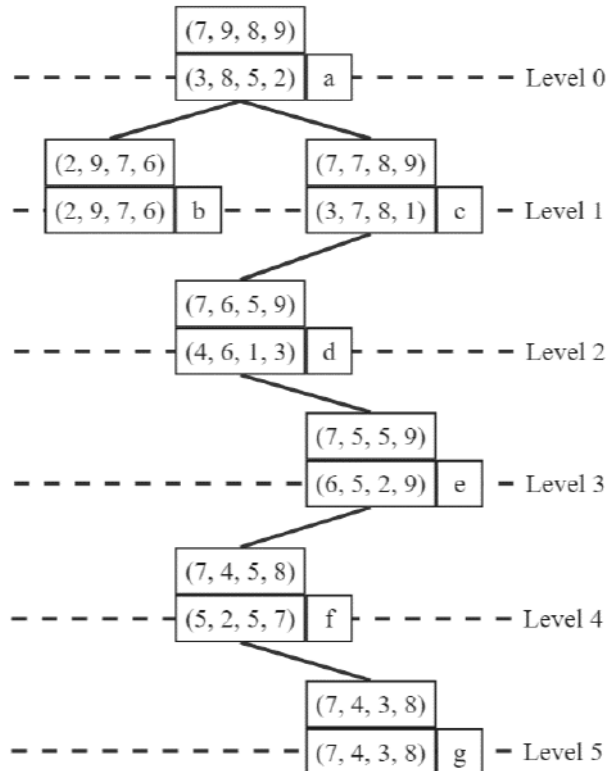 (7, 9, 8, 9)
(3, 8, 5, 2) a Level 0
(2, 9, 7, 6) (7, 7, 8, 9)
(2, 9, 7, 6) b (3, 7, 8, 1) c Level 1
(7, 6, 5, 9)
(4, 6, 1, 3) d Level 2
(7, 5, 5, 9)
(6, 5, 2, 9) e Level 3
(7, 4, 5, 8)
(5, 2, 5, 7) f Level 4
(7, 4, 3, 8)
(7, 4, 3, 8) g Level 5